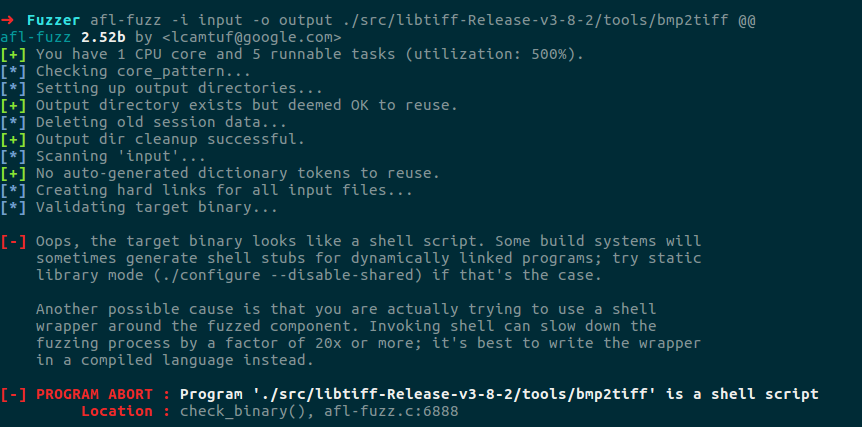 ➜ Fuzzer afl-fuzz -i input -o output ./src/libtiff-Release-v3-8-2/tools/bmp2tiff @@
afl-fuzz 2.52b by <lcamtuf@google.com>
[+] You have 1 CPU core and 5 runnable tasks (utilization: 500%).
[*] Checking core_pattern...
[*] Setting up output directories...
[+] Output directory exists but deemed OK to reuse.
[*] Deleting old session data...
[+] Output dir cleanup successful.
[*] Scanning 'input'...
[+] No auto-generated dictionary tokens to reuse.
[*] Creating hard links for all input files...
[*] Validating target binary...
[-] Oops, the target binary looks like a shell script. Some build systems will
sometimes generate shell stubs for dynamically linked programs; try static
library mode (./configure --disable-shared) if that's the case.
Another possible cause is that you are actually trying to use a shell
wrapper around the fuzzed component. Invoking shell can slow down the
fuzzing process by a factor of 20x or more; it's best to write the wrapper
in a compiled language instead.
[-] PROGRAM ABORT : Program './src/libtiff-Release-v3-8-2/tools/bmp2tiff' is a shell script
Location : check_binary(), afl-fuzz.c:6888